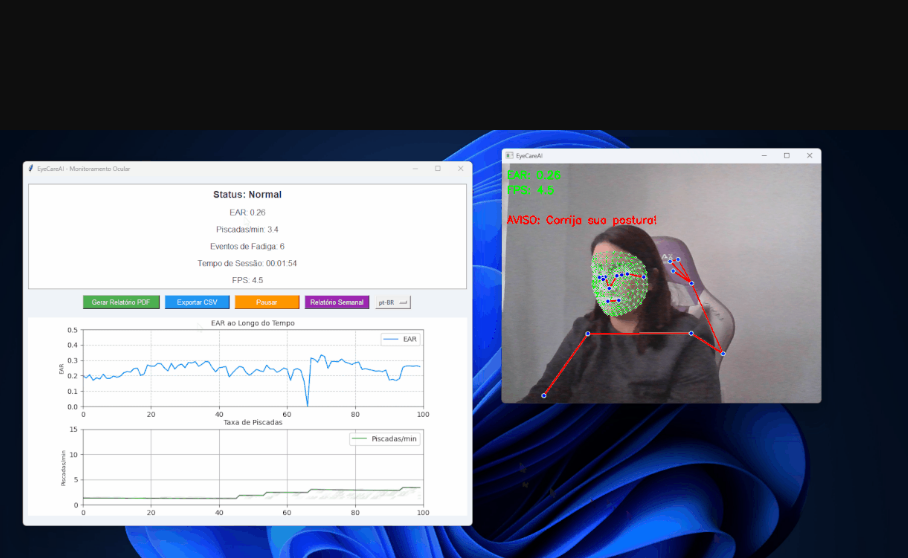 EyeCareAI - Monitoramento Ocular
Status: Normal
EAR: 0.26
Piscadas/min: 3.4
Eventos de Fadiga: 6
Tempo de Sessão: 00:01:54
FPS: 4.5
Gerar Relatório PDF
Exportar CSV
Pausar
Relatório Semanal
pt-BR
EAR ao Longo do Tempo
EAR
EAR
0.5
0.4
0.3
0.2
0.1
0.0
0 20 40 60 80 100
Taxa de Piscadas
Piscadas/min
Piscadas/min
15
10
5
0
0 20 40 60 80 100
EyeCareAI
EAR: 0.26
FPS: 4.5
AVISO: Corrija sua postura!